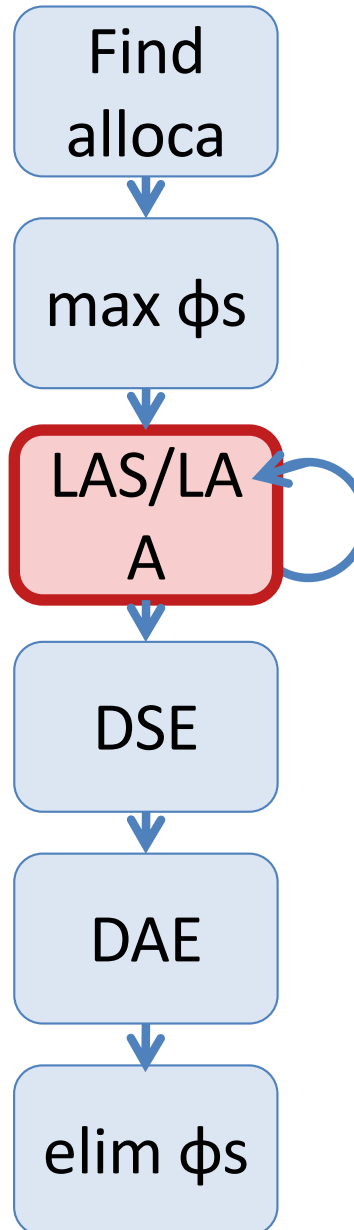 Find
alloca
max ϕs
LAS/LA
A
DSE
DAE
elim ϕs